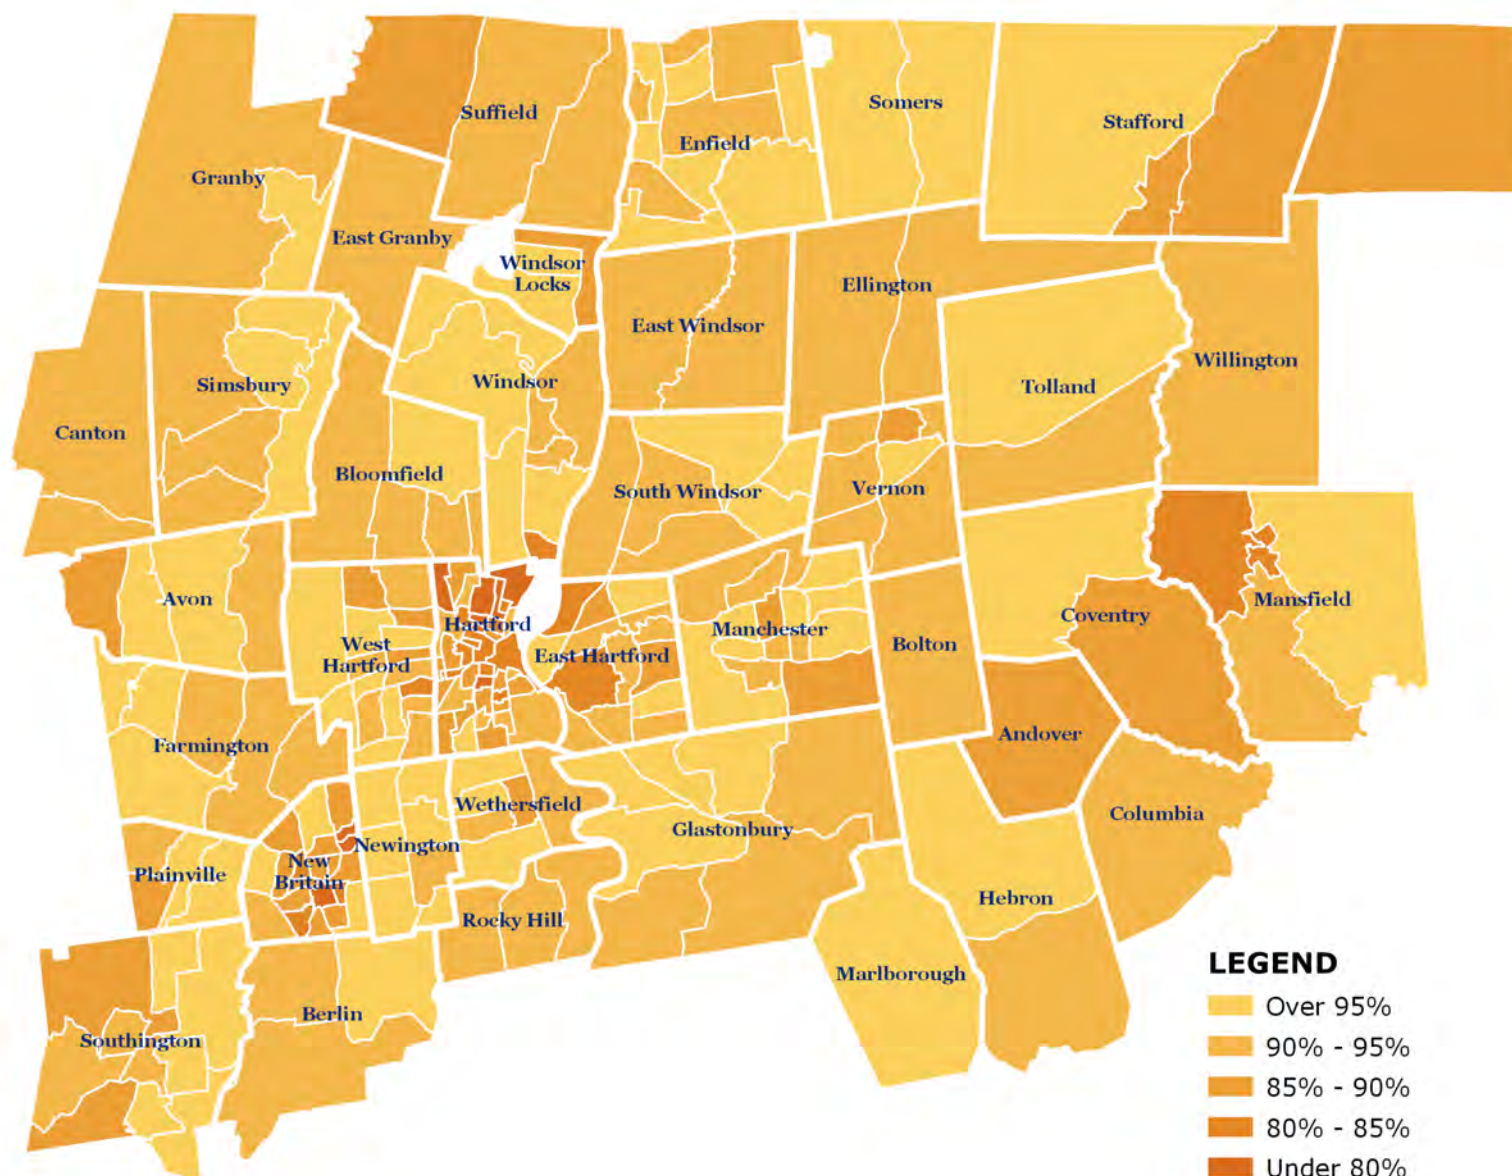 Suffield
Somers
Stafford
Enfield
Granby
East Granby
Windsor
Locks
Ellington
East Windsor
Willington
Windsor
Simsbury
Tolland
Canton
Bloomfield
South Windsor
Vernon
Avon
Mansfield
Coventry
Hartford
Manchester
West
Hartford
East Hartford
Bolton
Andover
Farmington
Wethersfield
Columbia
Glastonbury
Newington
New
Britain
Plainville
Hebron
Rocky Hill
Marlborough
Berlin
Southington
LEGEND
Over 95%
90% - 95%
85% - 90%
80% - 85%
Under 80%